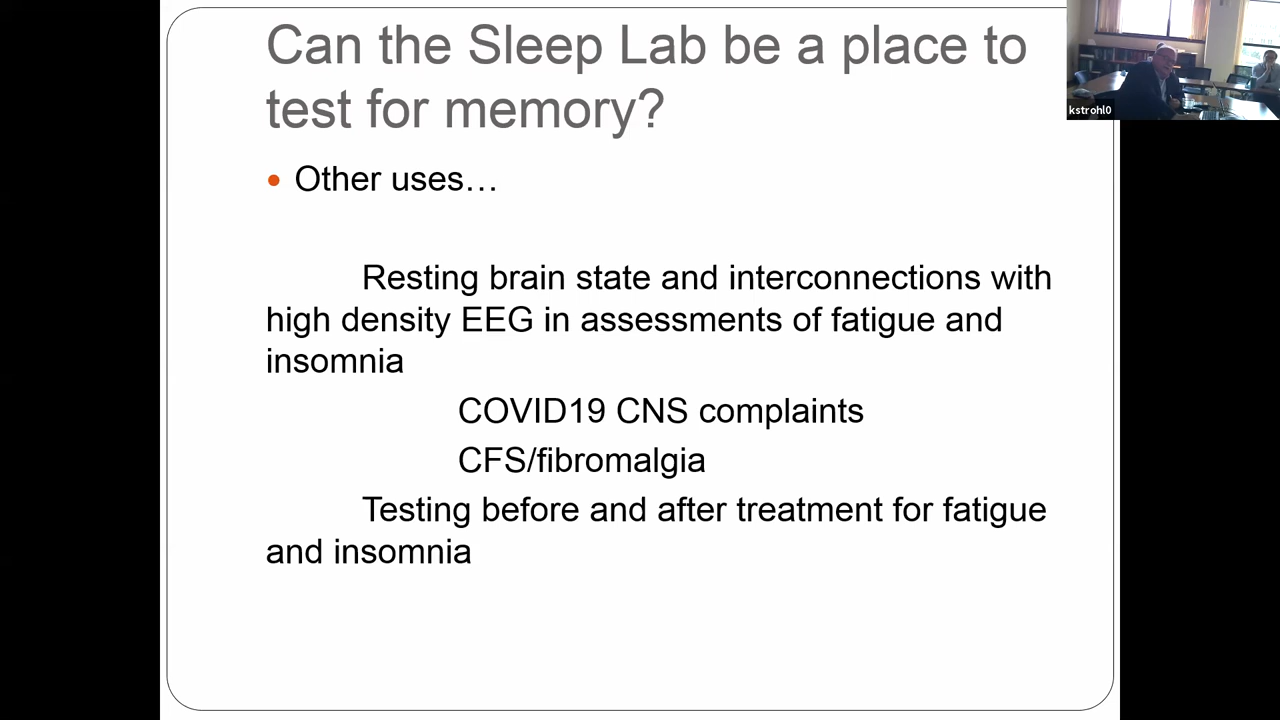 Can the Sleep Lab be a place to
test for memory?
• Other uses…
Resting brain state and interconnections with
high density EEG in assessments of fatigue and
insomnia
COVID19 CNS complaints
CFS/fibromalgia
Testing before and after treatment for fatigue
and insomnia
kstrohl0